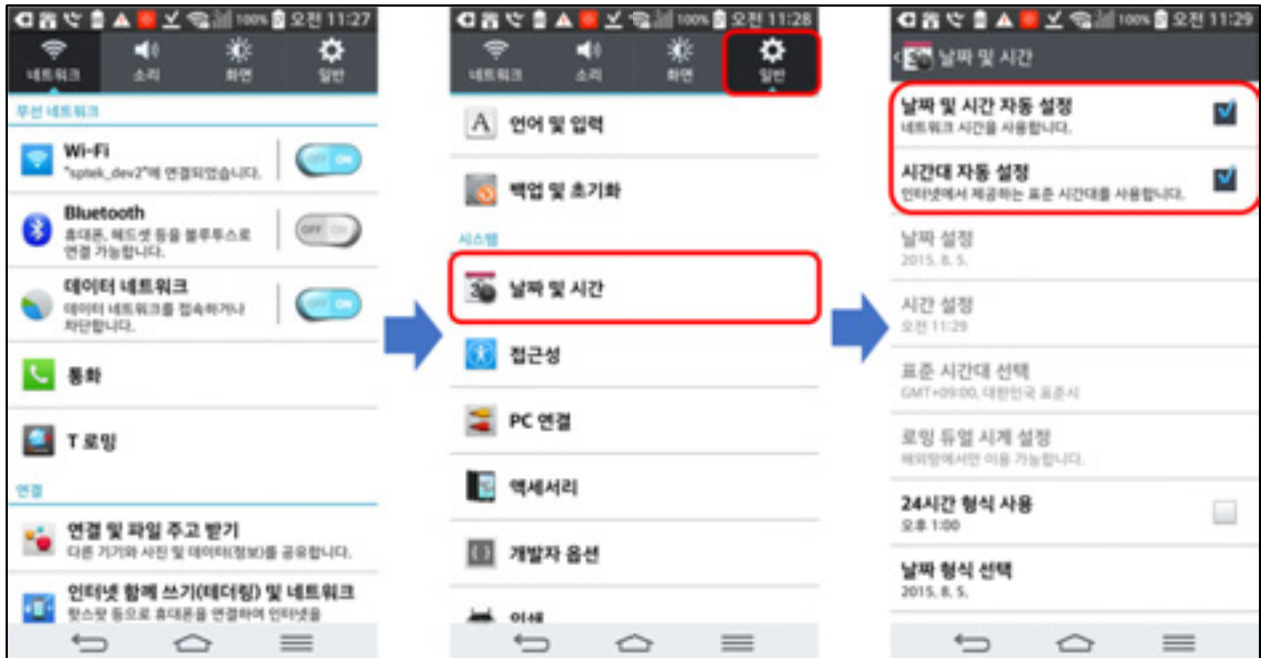 100% 오전 11:27
네트워크 소리 화면 일반
무선 네트워크
Wi-Fi
"sptek_dev2"에 연결되었습니다.
OFF ON
Bluetooth
휴대폰, 헤드셋 등을 블루투스로
연결 가능합니다.
OFF ON
데이터 네트워크
데이터 네트워크를 접속하거나
차단합니다.
OFF ON
통화
T 로밍
연결
연결 및 파일 주고 받기
다른 기기와 사진 및 데이터(정보)를 공유합니다.
인터넷 함께 쓰기(테더링) 및 네트워크
핫스팟 등으로 휴대폰을 연결하여 인터넷을
100% 오전 11:28
네트워크 소리 화면 일반
A 언어 및 입력
백업 및 초기화
시스템
날짜 및 시간
접근성
PC 연결
액세서리
개발자 옵션
인쇄
100% 오전 11:29
날짜 및 시간
날짜 및 시간 자동 설정
네트워크 시간을 사용합니다.
시간대 자동 설정
인터넷에서 제공하는 표준 시간대를 사용합니다.
날짜 설정
2015. 8. 5.
시간 설정
오전 11:29
표준 시간대 선택
GMT+09:00, 대한민국 표준시
로밍 듀얼 시계 설정
해외망에서만 이용 가능합니다.
24시간 형식 사용
오후 1:00
날짜 형식 선택
2015. 8. 5.